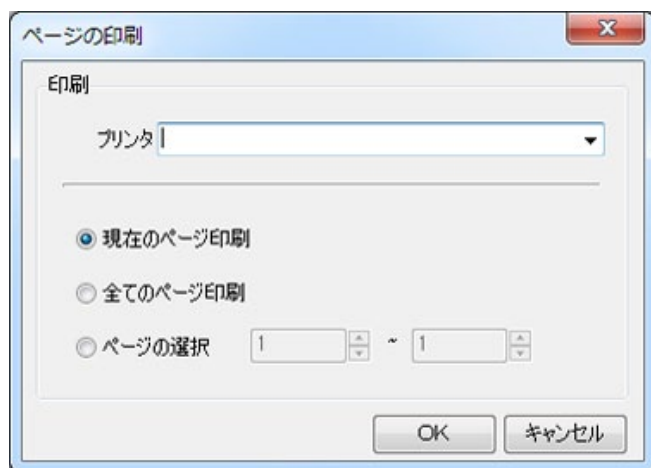 ページの印刷
印刷
プリンタ
現在のページ印刷
全てのページ印刷
ページの選択 1 ~ 1
OK キャンセル